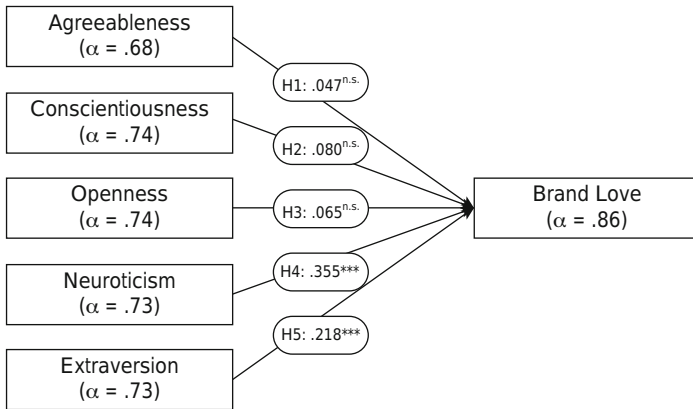 Agreeableness
(α = .68)
H1: .047n.s.
Conscientiousness
(α = .74)
H2: .080n.s.
Openness
(α = .74)
H3: .065n.s.
Brand Love
(α = .86)
Neuroticism
(α = .73)
H4: .355***
H5: .218***
Extraversion
(α = .73)